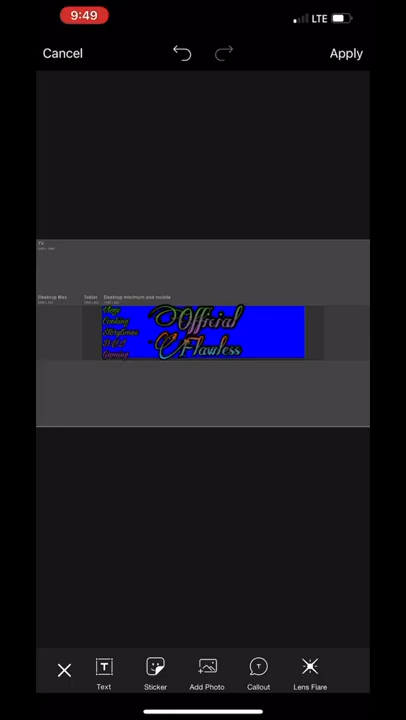 9:49
LTE
Cancel
Apply
TV
Desktop Max
Tablet
Desktop minimum and mobile
Vlogs
Cooking
Storytimes
D.I.Y
Gaming
Official
Flawless
Text
Sticker
Add Photo
Callout
Lens Flare